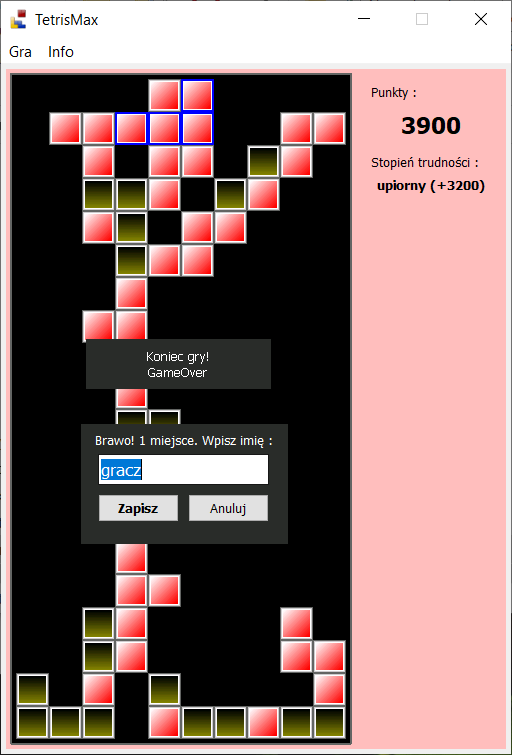 TetrisMax
Gra Info
Punkty :
3900
Stopień trudności :
upiorny (+3200)
Koniec gry!
GameOver
Brawo! 1 miejsce. Wpisz imię :
gracz
Zapisz Anuluj